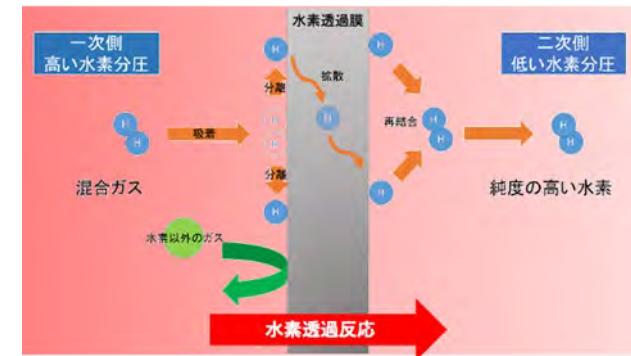 水素透過膜
一次側
高い水素分圧
二次側
低い水素分圧
H
H
分離
拡散
H
H
H
吸着
H
H
再結合
H
H
H
H
分離
混合ガス
H
H
純度の高い水素
水素以外のガス
水素透過反応